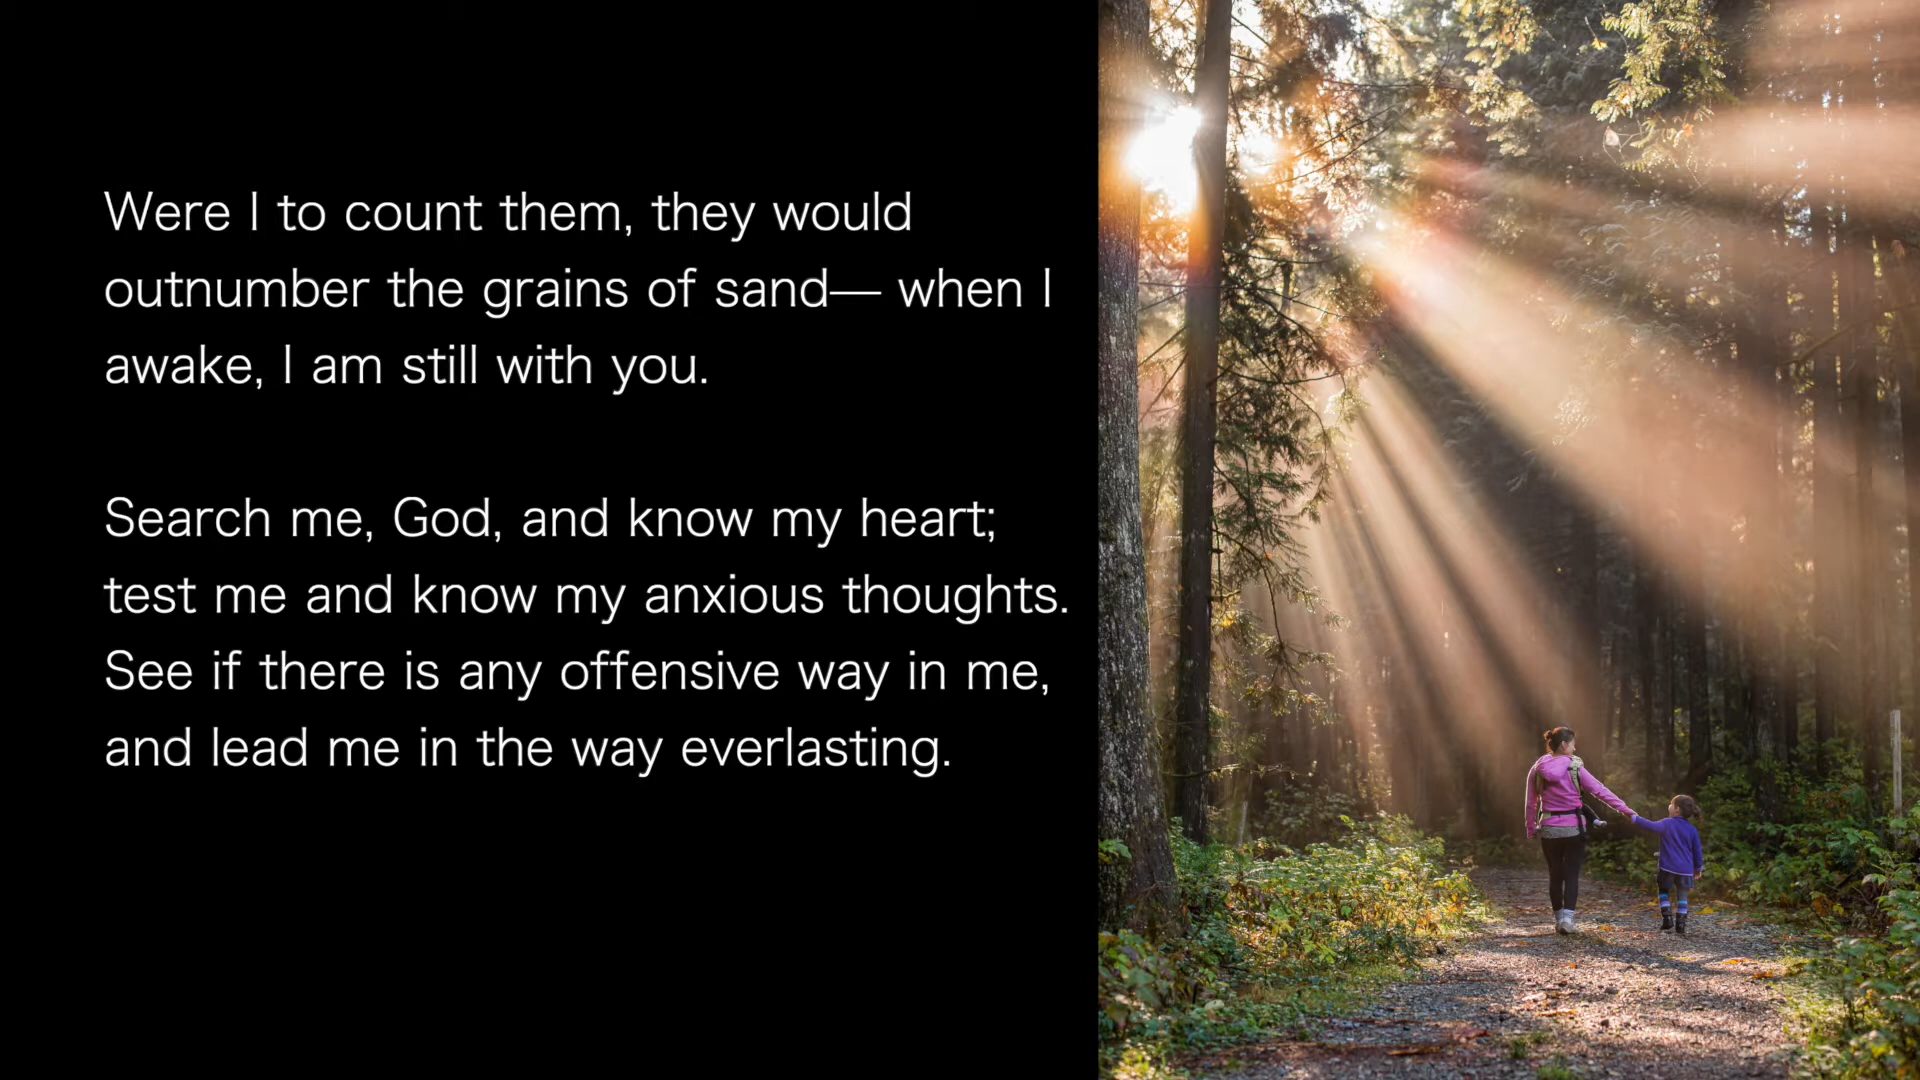 Were I to count them, they would
outnumber the grains of sand— when I
awake, I am still with you.
Search me, God, and know my heart;
test me and know my anxious thoughts.
See if there is any offensive way in me,
and lead me in the way everlasting.